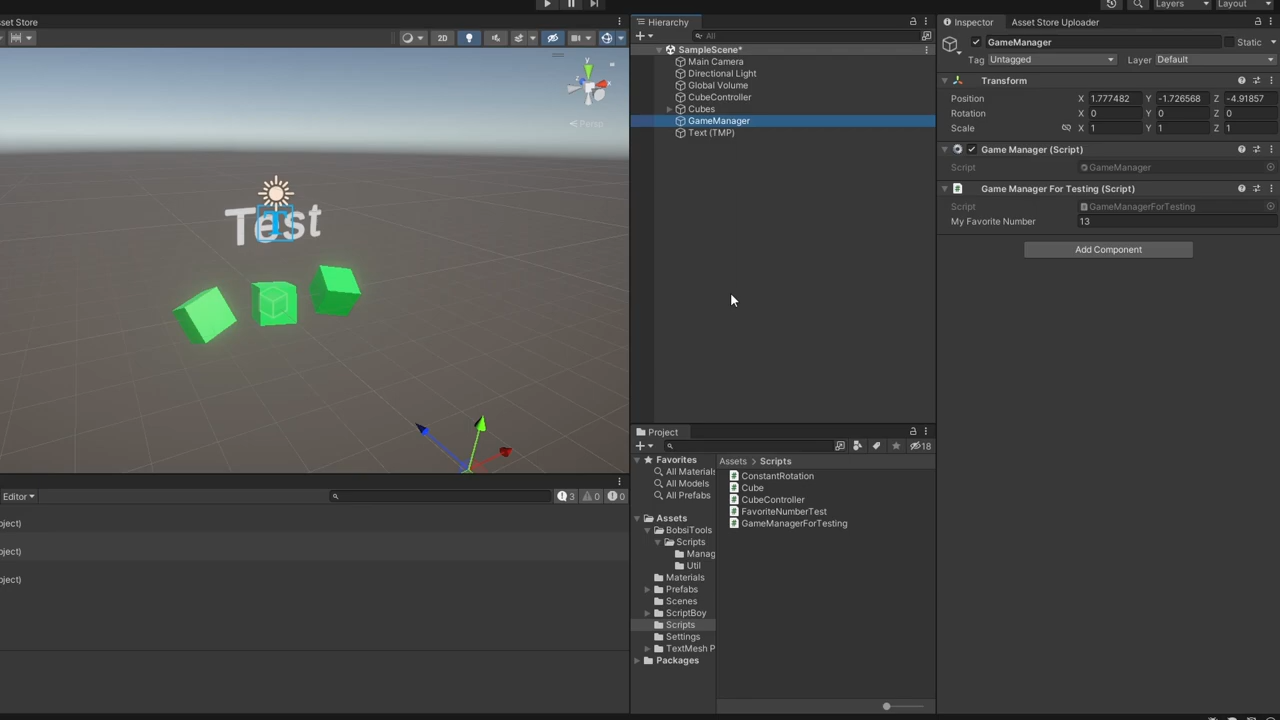 sset Store
2D
y
w
Persp
Test
T
Editor
3
0
0
oject)
oject)
oject)
Hierarchy
All
SampleScene*
Main Camera
Directional Light
Global Volume
CubeController
Cubes
GameManager
Text (TMP)
Project
18
Favorites
All Material
All Models
All Prefabs
Assets
BobsiTools
Scripts
Manag
Util
Materials
Prefabs
Scenes
ScriptBoy
Scripts
Settings
TextMesh P
Packages
Assets > Scripts
ConstantRotation
Cube
CubeController
FavoriteNumberTest
GameManagerForTesting
Layers Layout
Inspector Asset Store Uploader
GameManager Static
Tag Untagged Layer Default
Transform
Position X 1.777482 Y -1.726568 Z -4.91857
Rotation X 0 Y 0 Z 0
Scale X 1 Y 1 Z 1
Game Manager (Script)
Script GameManager
Game Manager For Testing (Script)
Script GameManagerForTesting
My Favorite Number 13
Add Component